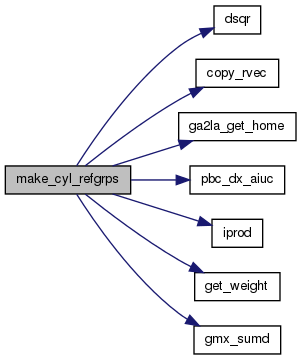 dsqr
copy_rvec
ga2la_get_home
make_cyl_refgrps
pbc_dx_aiuc
iprod
get_weight
gmx_sumd